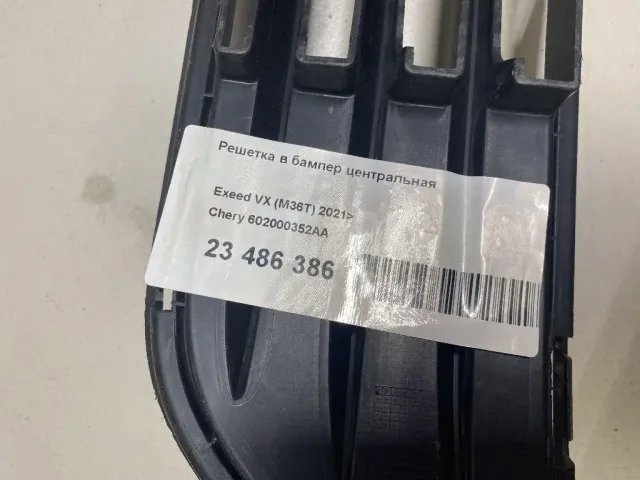 Решетка в бампер центральная
Exeed VX (M36T) 2021>
Chery 602000352AA
23 486 386